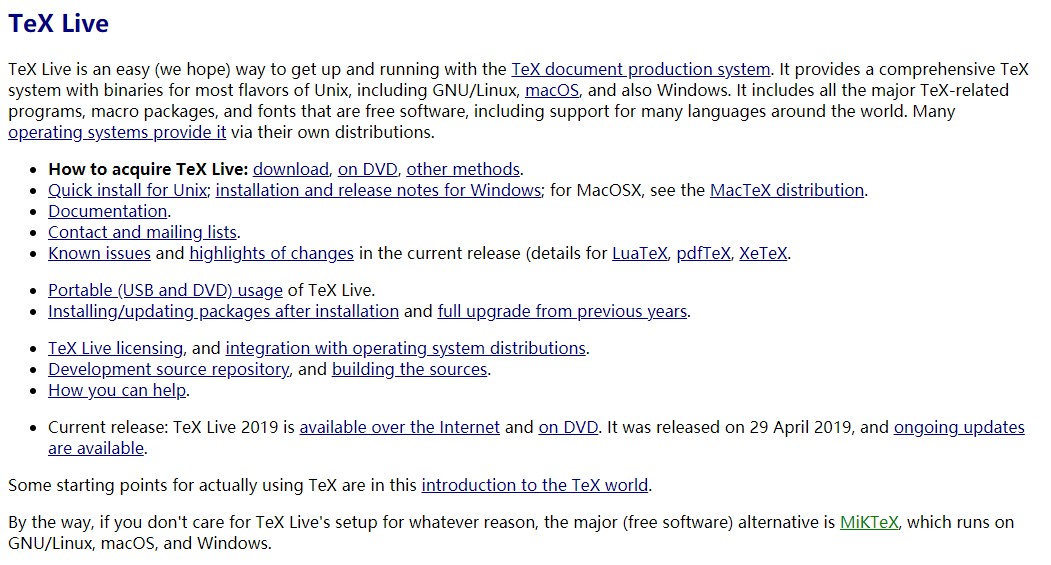 TeX Live
TeX Live is an easy (we hope) way to get up and running with the TeX document production system. It provides a comprehensive TeX
system with binaries for most flavors of Unix, including GNU/Linux, macOS, and also Windows. It includes all the major TeX-related
programs, macro packages, and fonts that are free software, including support for many languages around the world. Many
operating systems provide it via their own distributions.
• How to acquire TeX Live: download, on DVD, other methods.
• Quick install for Unix; installation and release notes for Windows; for MacOSX, see the MacTeX distribution.
• Documentation.
• Contact and mailing lists.
• Known issues and highlights of changes in the current release (details for LuaTeX, pdfTeX, XeTeX.
• Portable (USB and DVD) usage of TeX Live.
• Installing/updating packages after installation and full upgrade from previous years.
• TeX Live licensing, and integration with operating system distributions.
• Development source repository, and building the sources.
• How you can help.
• Current release: TeX Live 2019 is available over the Internet and on DVD. It was released on 29 April 2019, and ongoing updates
are available.
Some starting points for actually using TeX are in this introduction to the TeX world.
By the way, if you don't care for TeX Live's setup for whatever reason, the major (free software) alternative is MiKTeX, which runs on
GNU/Linux, macOS, and Windows.